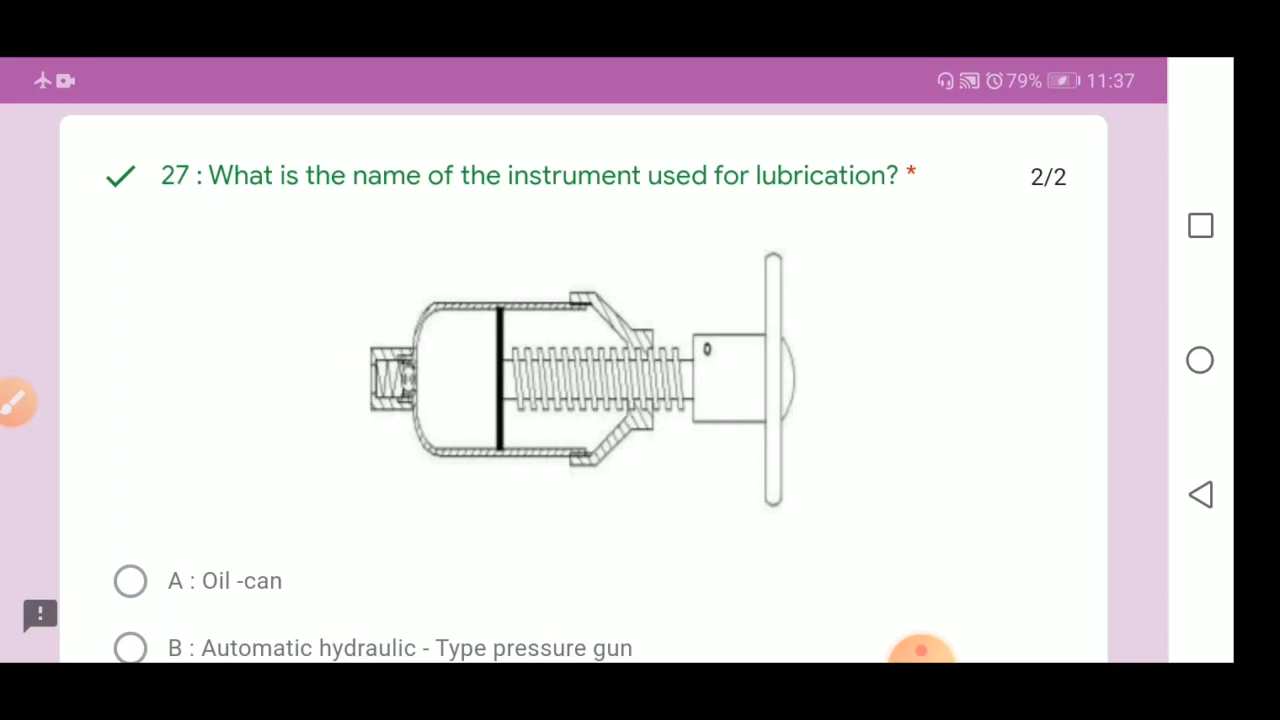 79% 11:37
27 : What is the name of the instrument used for lubrication? *
2/2
A : Oil -can
B : Automatic hydraulic - Type pressure gun